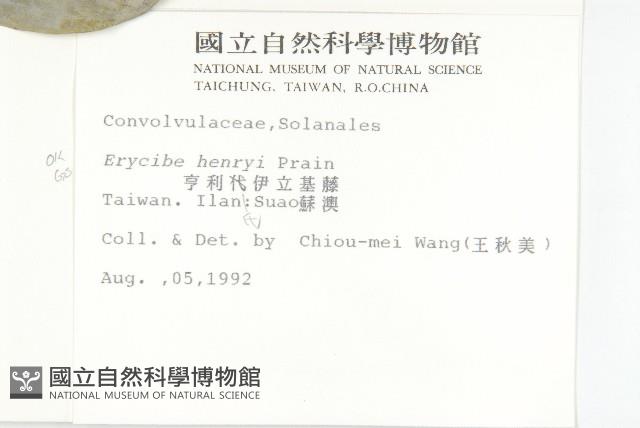 國立自然科學博物館
NATIONAL MUSEUM OF NATURAL SCIENCE
TAICHUNG, TAIWAN, R.O.CHINA
Convolvulaceae,Solanales
OK
GS
Erycibe henryi Prain
亨利代伊立基藤
Taiwan. Ilan:Suao蘇澳
氏
Coll. & Det. by Chiou-mei Wang(王秋美)
Aug. ,05,1992
國立自然科學博物館
NATIONAL MUSEUM OF NATURAL SCIENCE